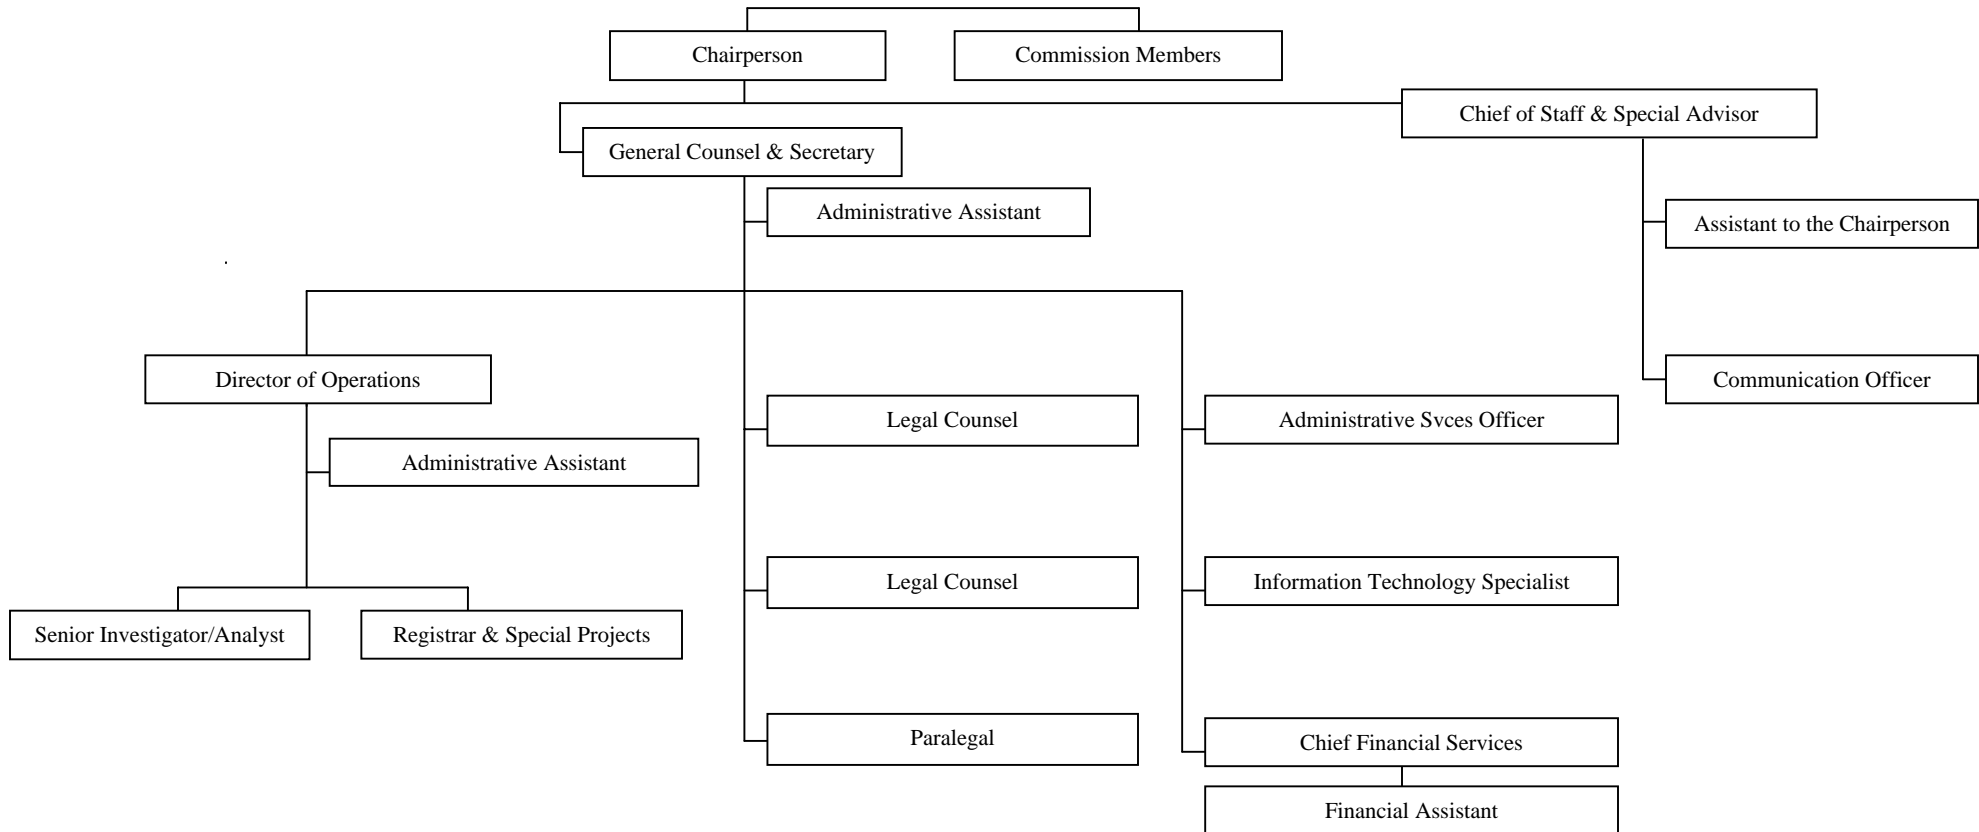 Chairperson
Commission Members
Chief of Staff & Special Advisor
General Counsel & Secretary
Administrative Assistant
Assistant to the Chairperson
Director of Operations
Communication Officer
Legal Counsel
Administrative Svces Officer
Administrative Assistant
Legal Counsel
Information Technology Specialist
Senior Investigator/Analyst
Registrar & Special Projects
Paralegal
Chief Financial Services
Financial Assistant